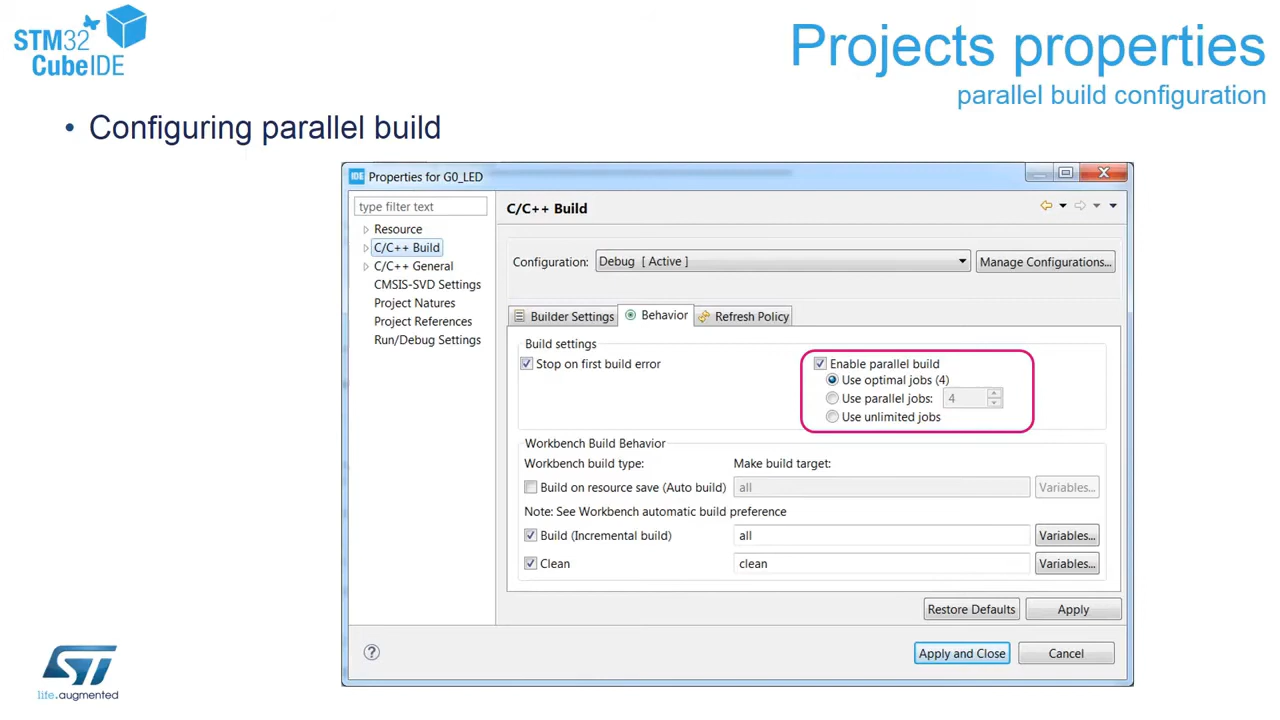 STM32
CubeIDE
Projects properties
parallel build configuration
• Configuring parallel build
IDE Properties for G0_LED
type filter text
Resource
C/C++ Build
C/C++ General
CMSIS-SVD Settings
Project Natures
Project References
Run/Debug Settings
C/C++ Build
Configuration: Debug [ Active ] Manage Configurations...
Builder Settings Behavior Refresh Policy
Build settings
Stop on first build error
Enable parallel build
Use optimal jobs (4)
Use parallel jobs: 4
Use unlimited jobs
Workbench Build Behavior
Workbench build type: Make build target:
Build on resource save (Auto build) all Variables...
Note: See Workbench automatic build preference
Build (Incremental build) all Variables...
Clean clean Variables...
Restore Defaults Apply
? Apply and Close Cancel
ST
life.augmented